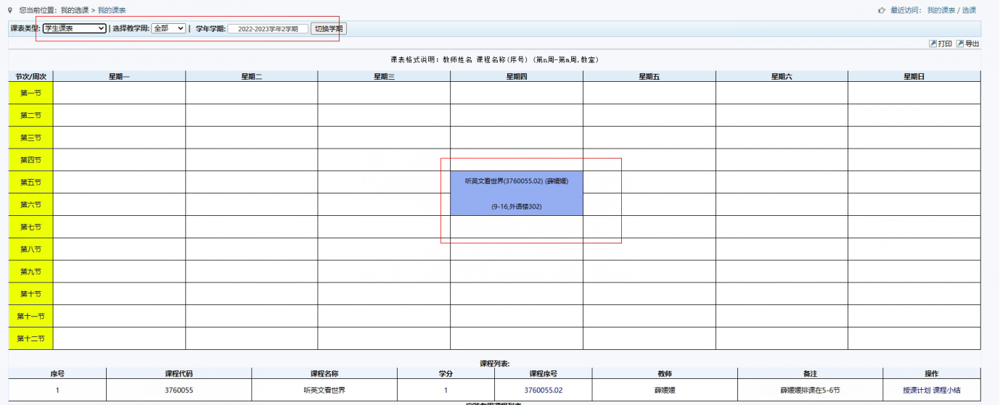 您当前位置: 我的选课 > 我的课表
最近访问: 我的课表 / 选课
课表类型: 学生课表 | 选择教学周: 全部 | 学年学期: 2022-2023学年2学期 切换学期
打印 导出
课表格式说明: 教师姓名 课程名称(序号) (第n周-第n周,教室)
节次/周次 星期一 星期二 星期三 星期四 星期五 星期六 星期日
第一节
第二节
第三节
第四节
第五节
听英文看世界(3760055.02) (薛媛媛)
第六节
(9-16,外语楼302)
第七节
第八节
第九节
第十节
第十一节
第十二节
课程列表:
序号 课程代码 课程名称 学分 课程序号 教师 备注 操作
1 3760055 听英文看世界 1 3760055.02 薛媛媛 薛媛媛排课在5-6节 授课计划 课程小结